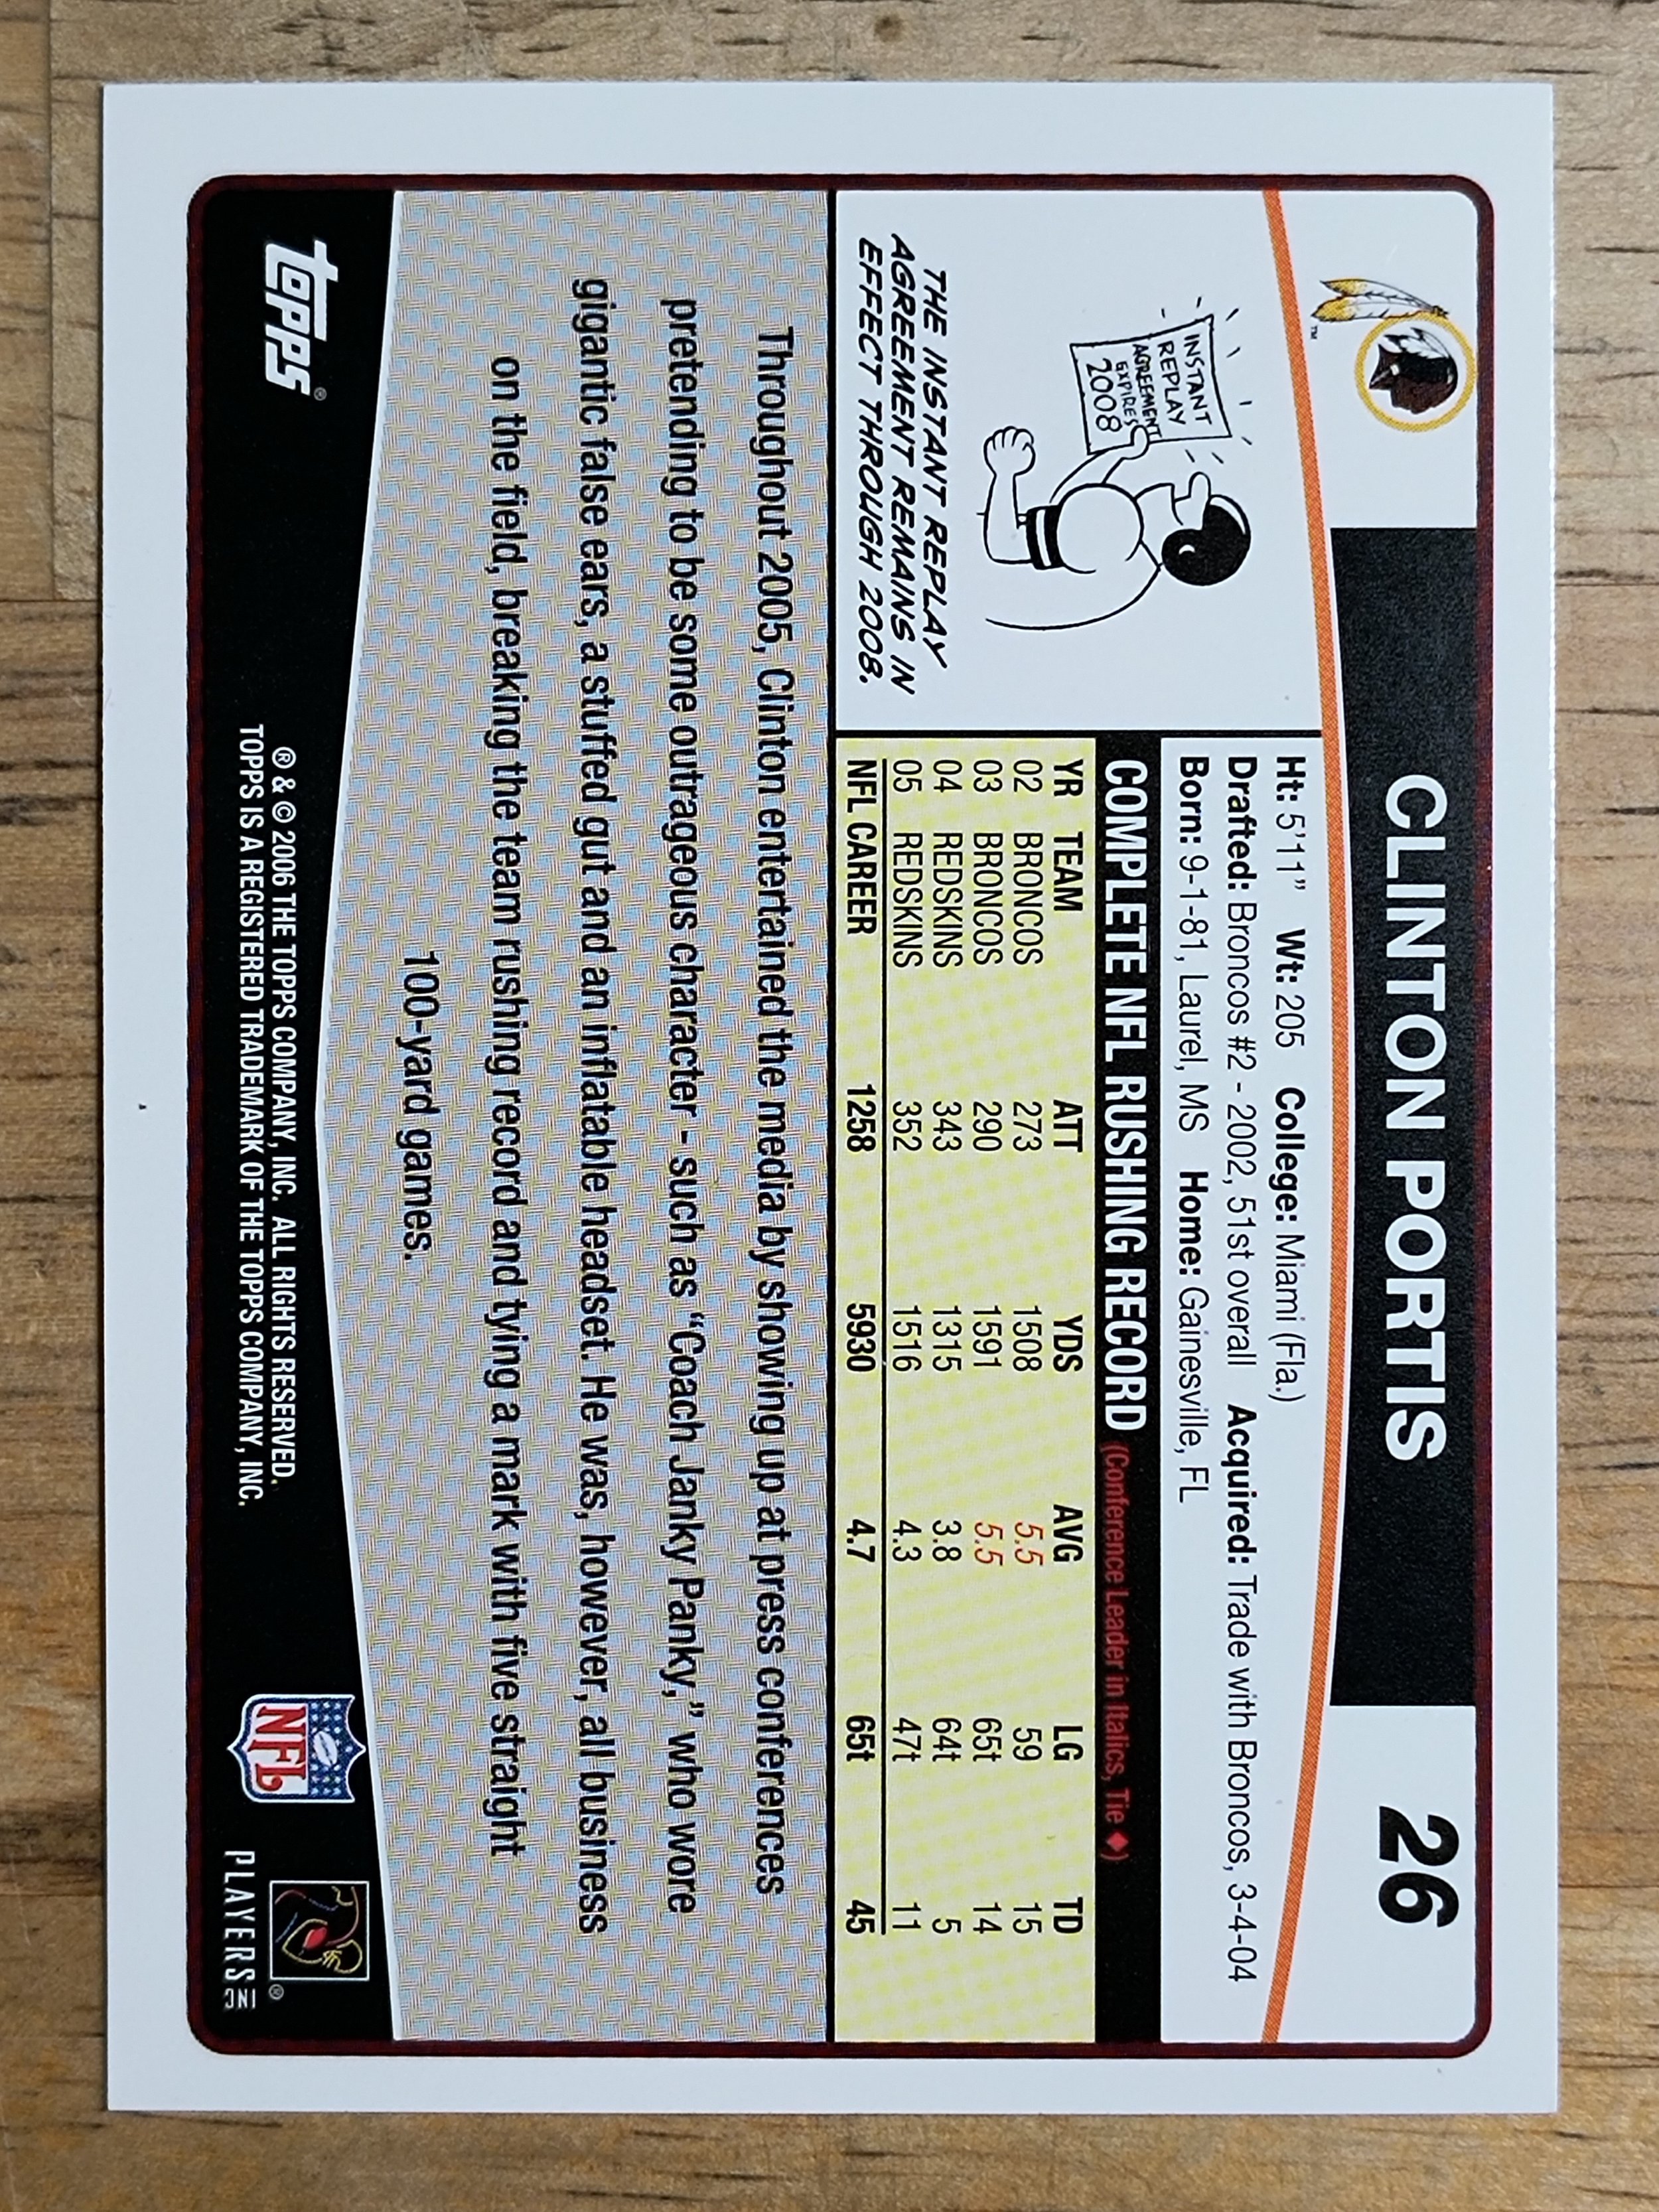 CLINTON PORTIS
26
TM
Ht: 5'11" Wt: 205 College: Miami (Fla.)
Drafted: Broncos #2 - 2002, 51st overall Acquired: Trade with Broncos, 3-4-04
Born: 9-1-81, Laurel, MS Home: Gainesville, FL
INSTANT
REPLAY
AGREEMENT
EXPIRES
2008
THE INSTANT REPLAY
AGREEMENT REMAINS IN
EFFECT THROUGH 2008.
COMPLETE NFL RUSHING RECORD (Conference Leader in Italics, Tie ♦)
YR TEAM ATT YDS AVG LG TD
02 BRONCOS 273 1508 5.5 59 15
03 BRONCOS 290 1591 5.5 65t 14
04 REDSKINS 343 1315 3.8 64t 5
05 REDSKINS 352 1516 4.3 47t 11
NFL CAREER 1258 5930 4.7 65t 45
Throughout 2005, Clinton entertained the media by showing up at press conferences
pretending to be some outrageous character - such as "Coach Janky Panky," who wore
gigantic false ears, a stuffed gut and an inflatable headset. He was, however, all business
on the field, breaking the team rushing record and tying a mark with five straight
100-yard games.
topps®
® & © 2006 THE TOPPS COMPANY, INC. ALL RIGHTS RESERVED.
TOPPS IS A REGISTERED TRADEMARK OF THE TOPPS COMPANY, INC.
NFL
®
PLAYERS INC